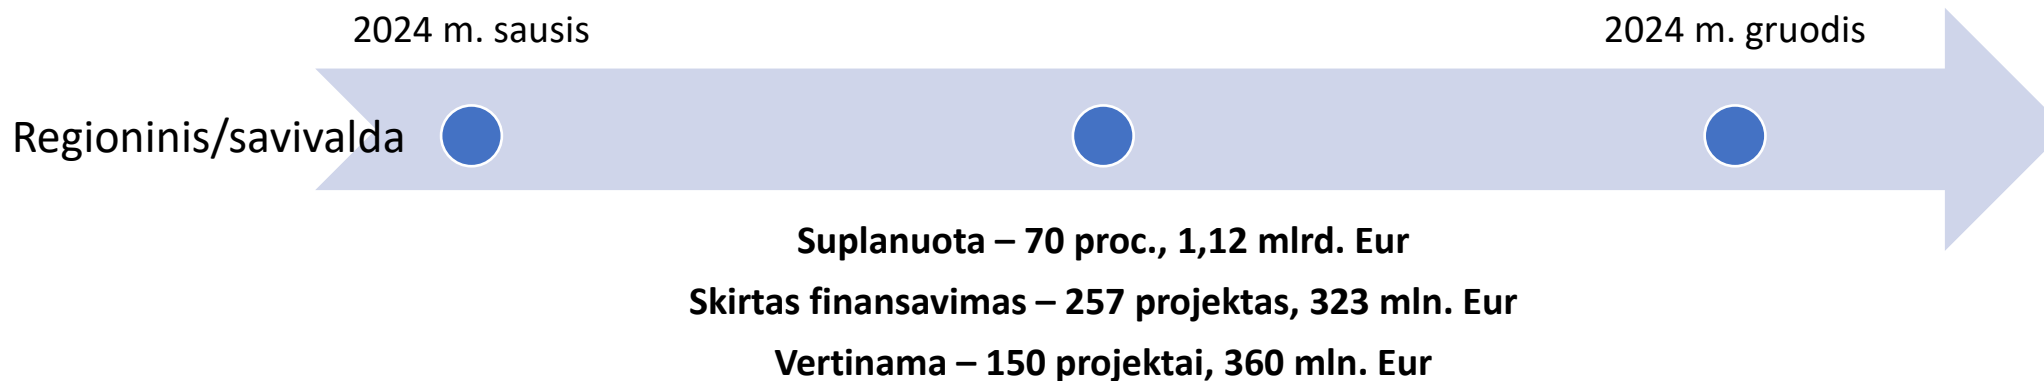 2024 m. sausis
2024 m. gruodis
Regioninis/savivalda
Suplanuota – 70 proc., 1,12 mlrd. Eur
Skirtas finansavimas – 257 projektas, 323 mln. Eur
Vertinama – 150 projektai, 360 mln. Eur